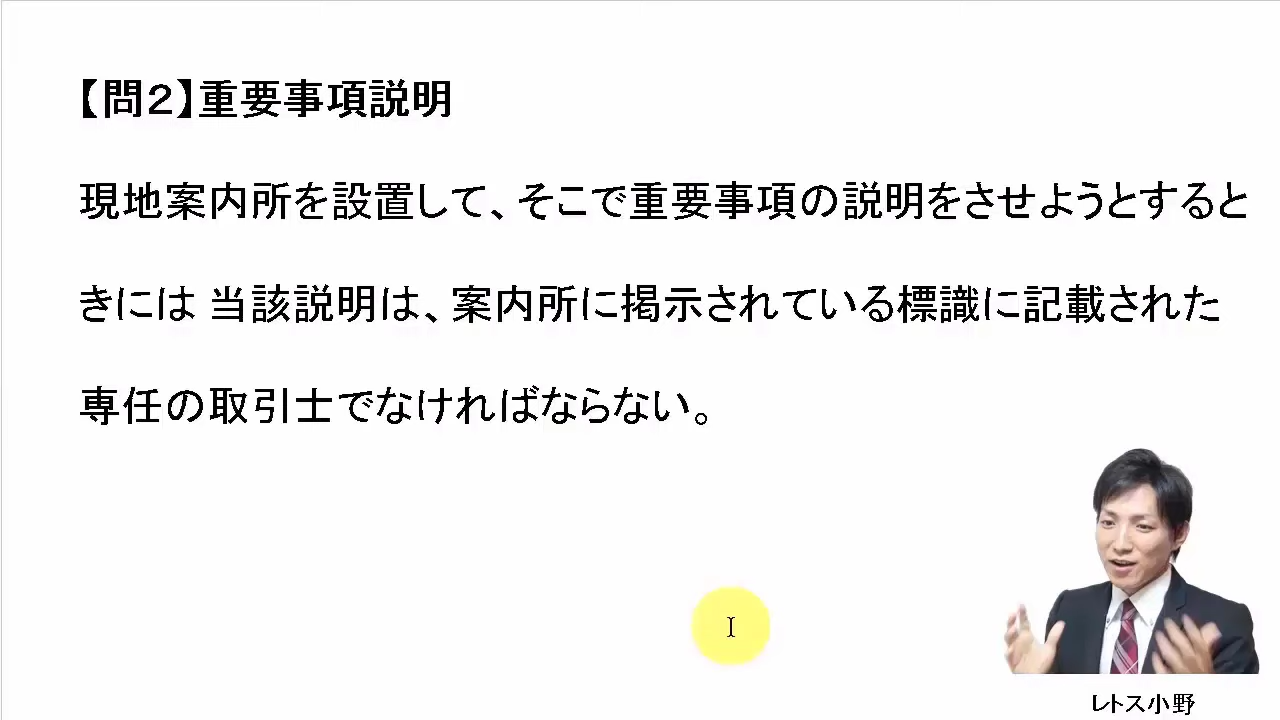 【問２】重要事項説明
現地案内所を設置して、そこで重要事項の説明をさせようとすると
きには 当該説明は、案内所に掲示されている標識に記載された
専任の取引士でなければならない。
レトス小野